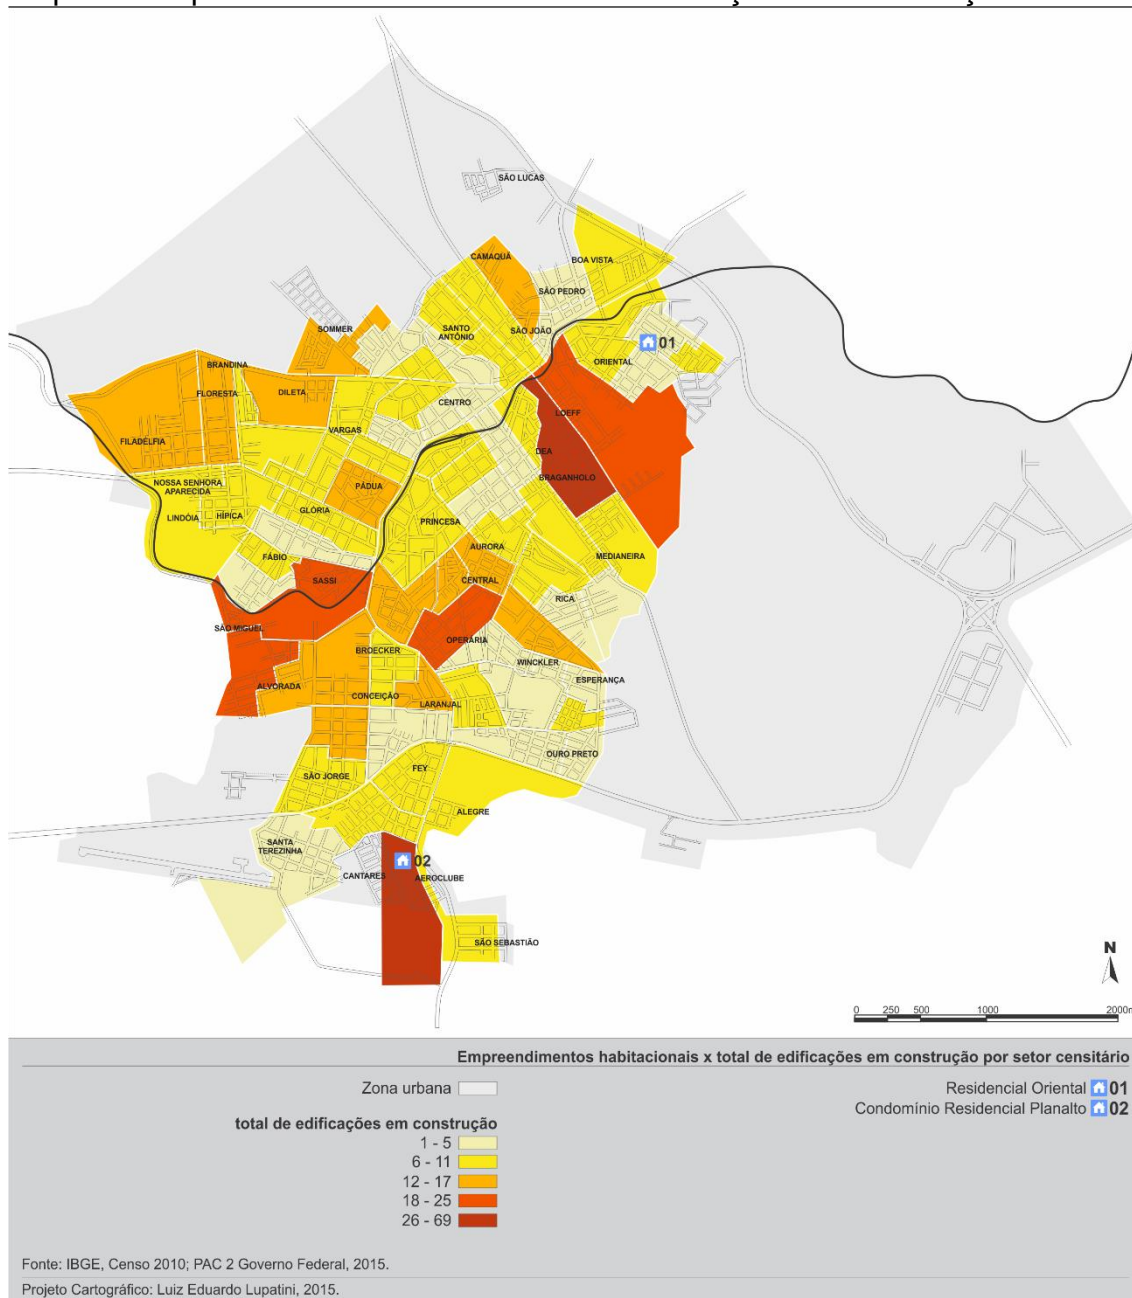 SÃO LUCAS
CAMAQUÃ
BOA VISTA
SÃO PEDRO
SOMMER
SANTO
ANTÔNIO
SÃO JOÃO
01
ORIENTAL
BRANDINA
FLORESTA
DILETA
CENTRO
LOEFF
VARGAS
FILADÉLFIA
DEA
BRAGANHOLO
NOSSA SENHORA
APARECIDA
PÁDUA
LINDÓIA
HÍPICA
GLÓRIA
PRINCESA
FÁBIO
AURORA
MEDIANEIRA
SASSI
CENTRAL
RICA
SÃO MIGUEL
OPERARIA
BROECKER
WINCKLER
ESPERANÇA
ALVORADA
CONCEIÇÃO
LARANJAL
OURO PRETO
SÃO JORGE
FEY
ALEGRE
SANTA
TEREZINHA
02
CANTARES
AEROCLUBE
SÃO SEBASTIÃO
N
0 250 500 1000 2000m
Empreendimentos habitacionais x total de edificações em construção por setor censitário
Zona urbana
Residencial Oriental 01
Condomínio Residencial Planalto 02
total de edificações em construção
1 - 5
6 - 11
12 - 17
18 - 25
26 - 69
Fonte: IBGE, Censo 2010; PAC 2 Governo Federal, 2015.
Projeto Cartográfico: Luiz Eduardo Lupatini, 2015.